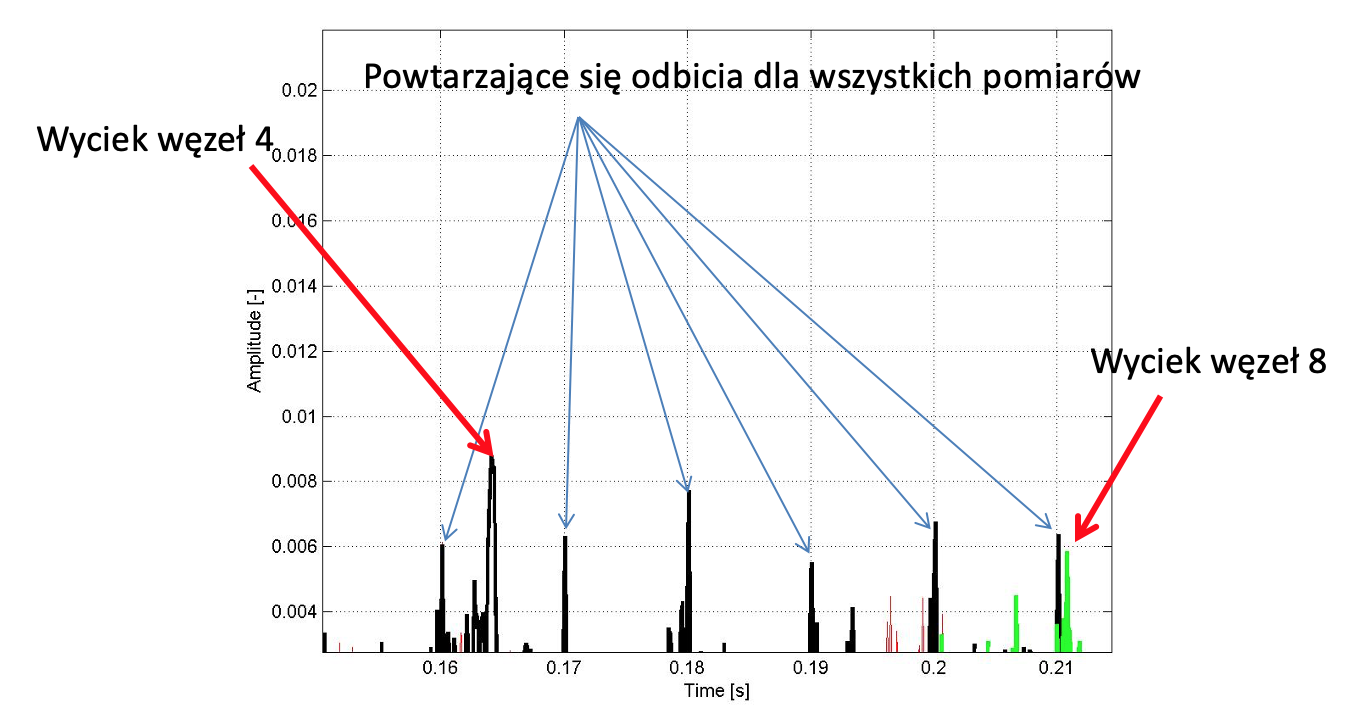 Powtarzające się odbicia dla wszystkich pomiarów
Wyciek węzeł 4
Wyciek węzeł 8
Amplitude [-]
0.02
0.018
0.016
0.014
0.012
0.01
0.008
0.006
0.004
0.16 0.17 0.18 0.19 0.2 0.21
Time [s]